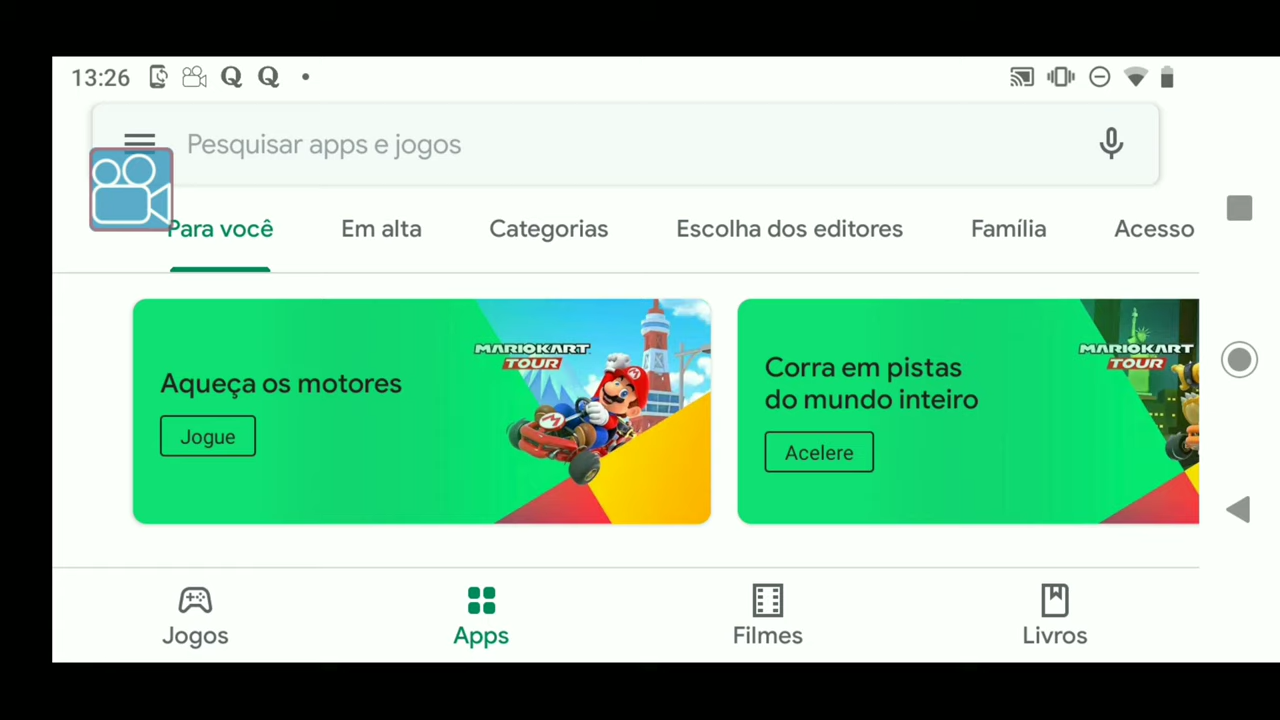 13:26
Pesquisar apps e jogos
Para você
Em alta
Categorias
Escolha dos editores
Família
Acesso
Aqueça os motores
Jogue
MARIOKART
TOUR
Corra em pistas
do mundo inteiro
Acelere
MARIOKART
TOUR
Jogos
Apps
Filmes
Livros